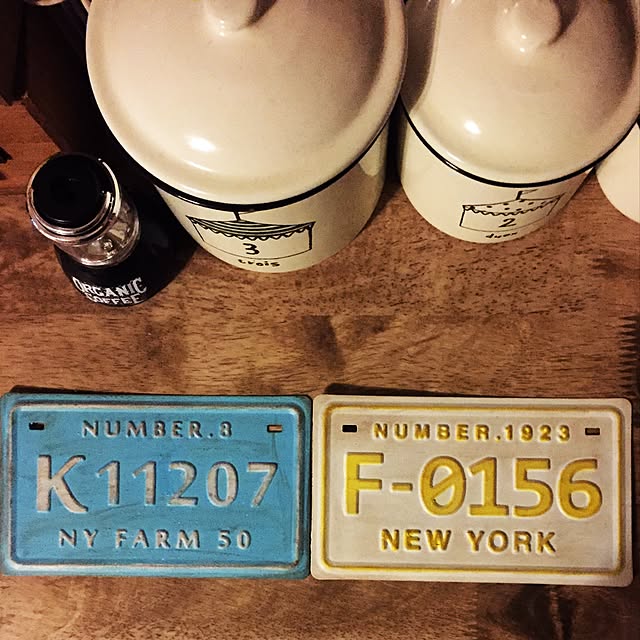 3
trois
2
deux
ORGANIC
COFFEE
NUMBER.8
K11207
NY FARM 50
NUMBER.1923
F-0156
NEW YORK